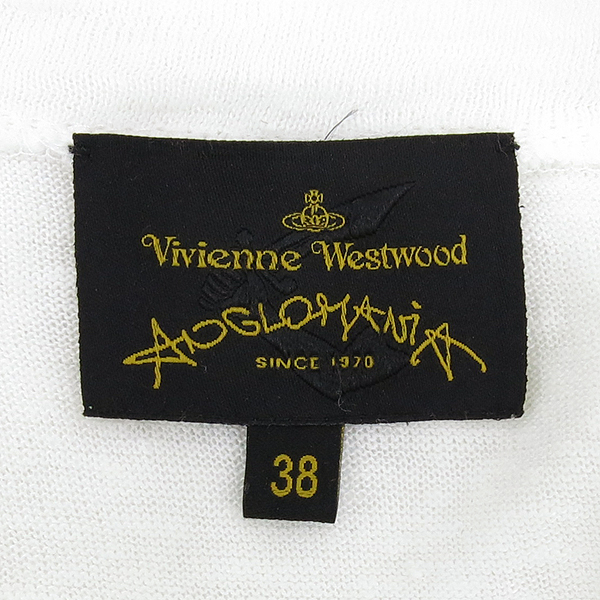 Vivienne Westwood
ANGLOMANiA
SINCE 1970
38